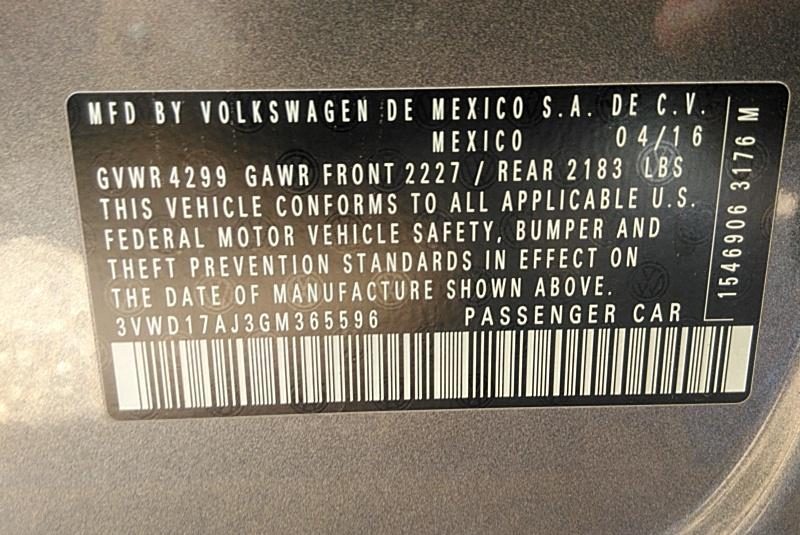 MFD BY VOLKSWAGEN DE MEXICO S.A. DE C.V.
MEXICO 04/16
GVWR 4299 GAWR FRONT 2227 / REAR 2183 LBS
THIS VEHICLE CONFORMS TO ALL APPLICABLE U.S.
FEDERAL MOTOR VEHICLE SAFETY, BUMPER AND
THEFT PREVENTION STANDARDS IN EFFECT ON
THE DATE OF MANUFACTURE SHOWN ABOVE.
3VWD17AJ3GM365596 PASSENGER CAR
1546906 3176 M